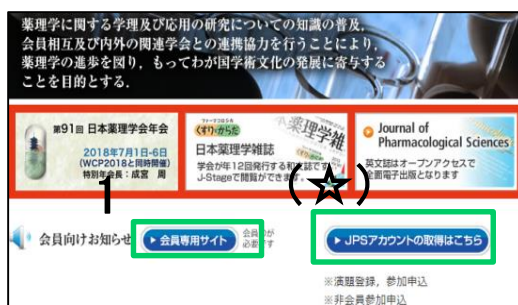 薬理学に関する学理及び応用の研究についての知識の普及,
会員相互及び内外の関連学会との連携協力を行うことにより,
薬理学の進歩を図り, もってわが国学術文化の発展に寄与する
ことを目的とする.
第91回 日本薬理学会年会
2018年7月1日-6日
(WCP2018と同時開催)
特別年会長:成宮 周
くすり・からだ
日本薬理学雑誌
学会が年12回発行する和文誌です
J-Stageで閲覧ができます。
薬理学雑
くすり・からだ
Journal of
Pharmacological Sciences
英文誌はオープンアクセスで
全面電子出版となります
1
(☆)
会員向けお知らせ
会員専用サイト
必要です
JPSアカウントの取得はこちら
※演題登録, 参加申込
※非会員参加申込